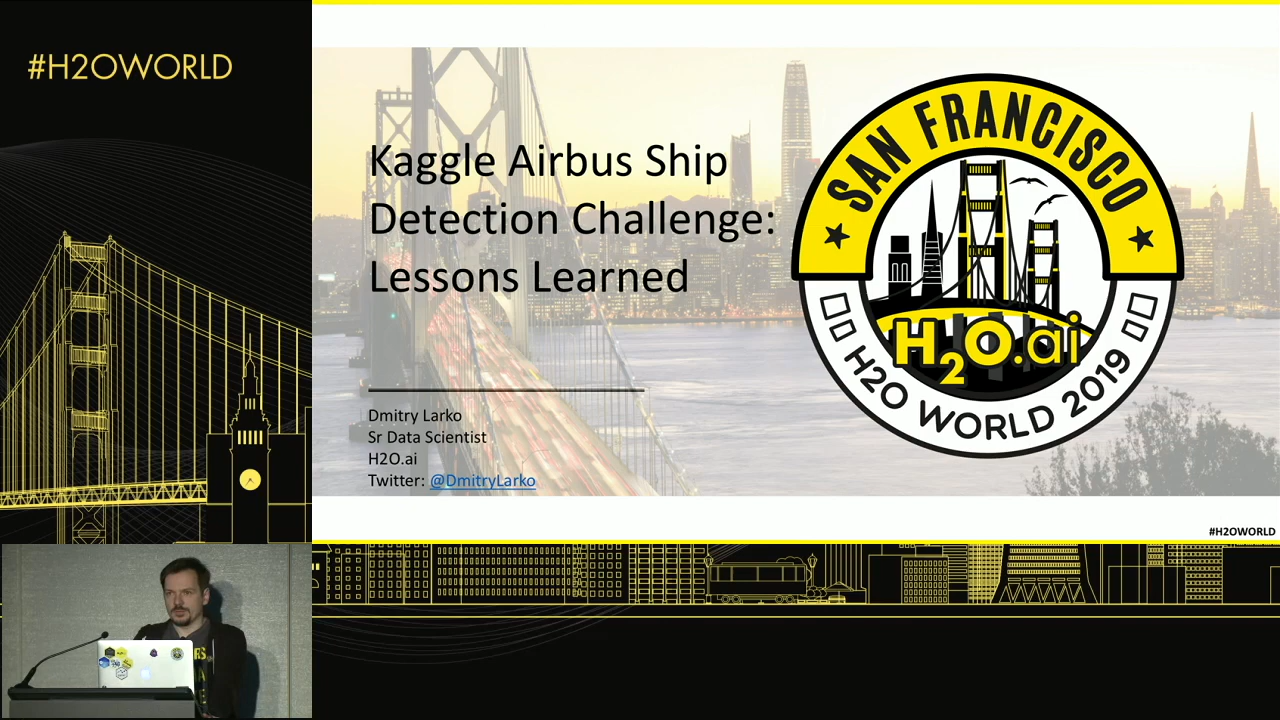 #H2OWORLD
Kaggle Airbus Ship
Detection Challenge:
Lessons Learned
Dmitry Larko
Sr Data Scientist
H2O.ai
Twitter: @DmitryLarko
SAN FRANCISCO
H2O.ai
H2O WORLD 2019
#H2OWORLD